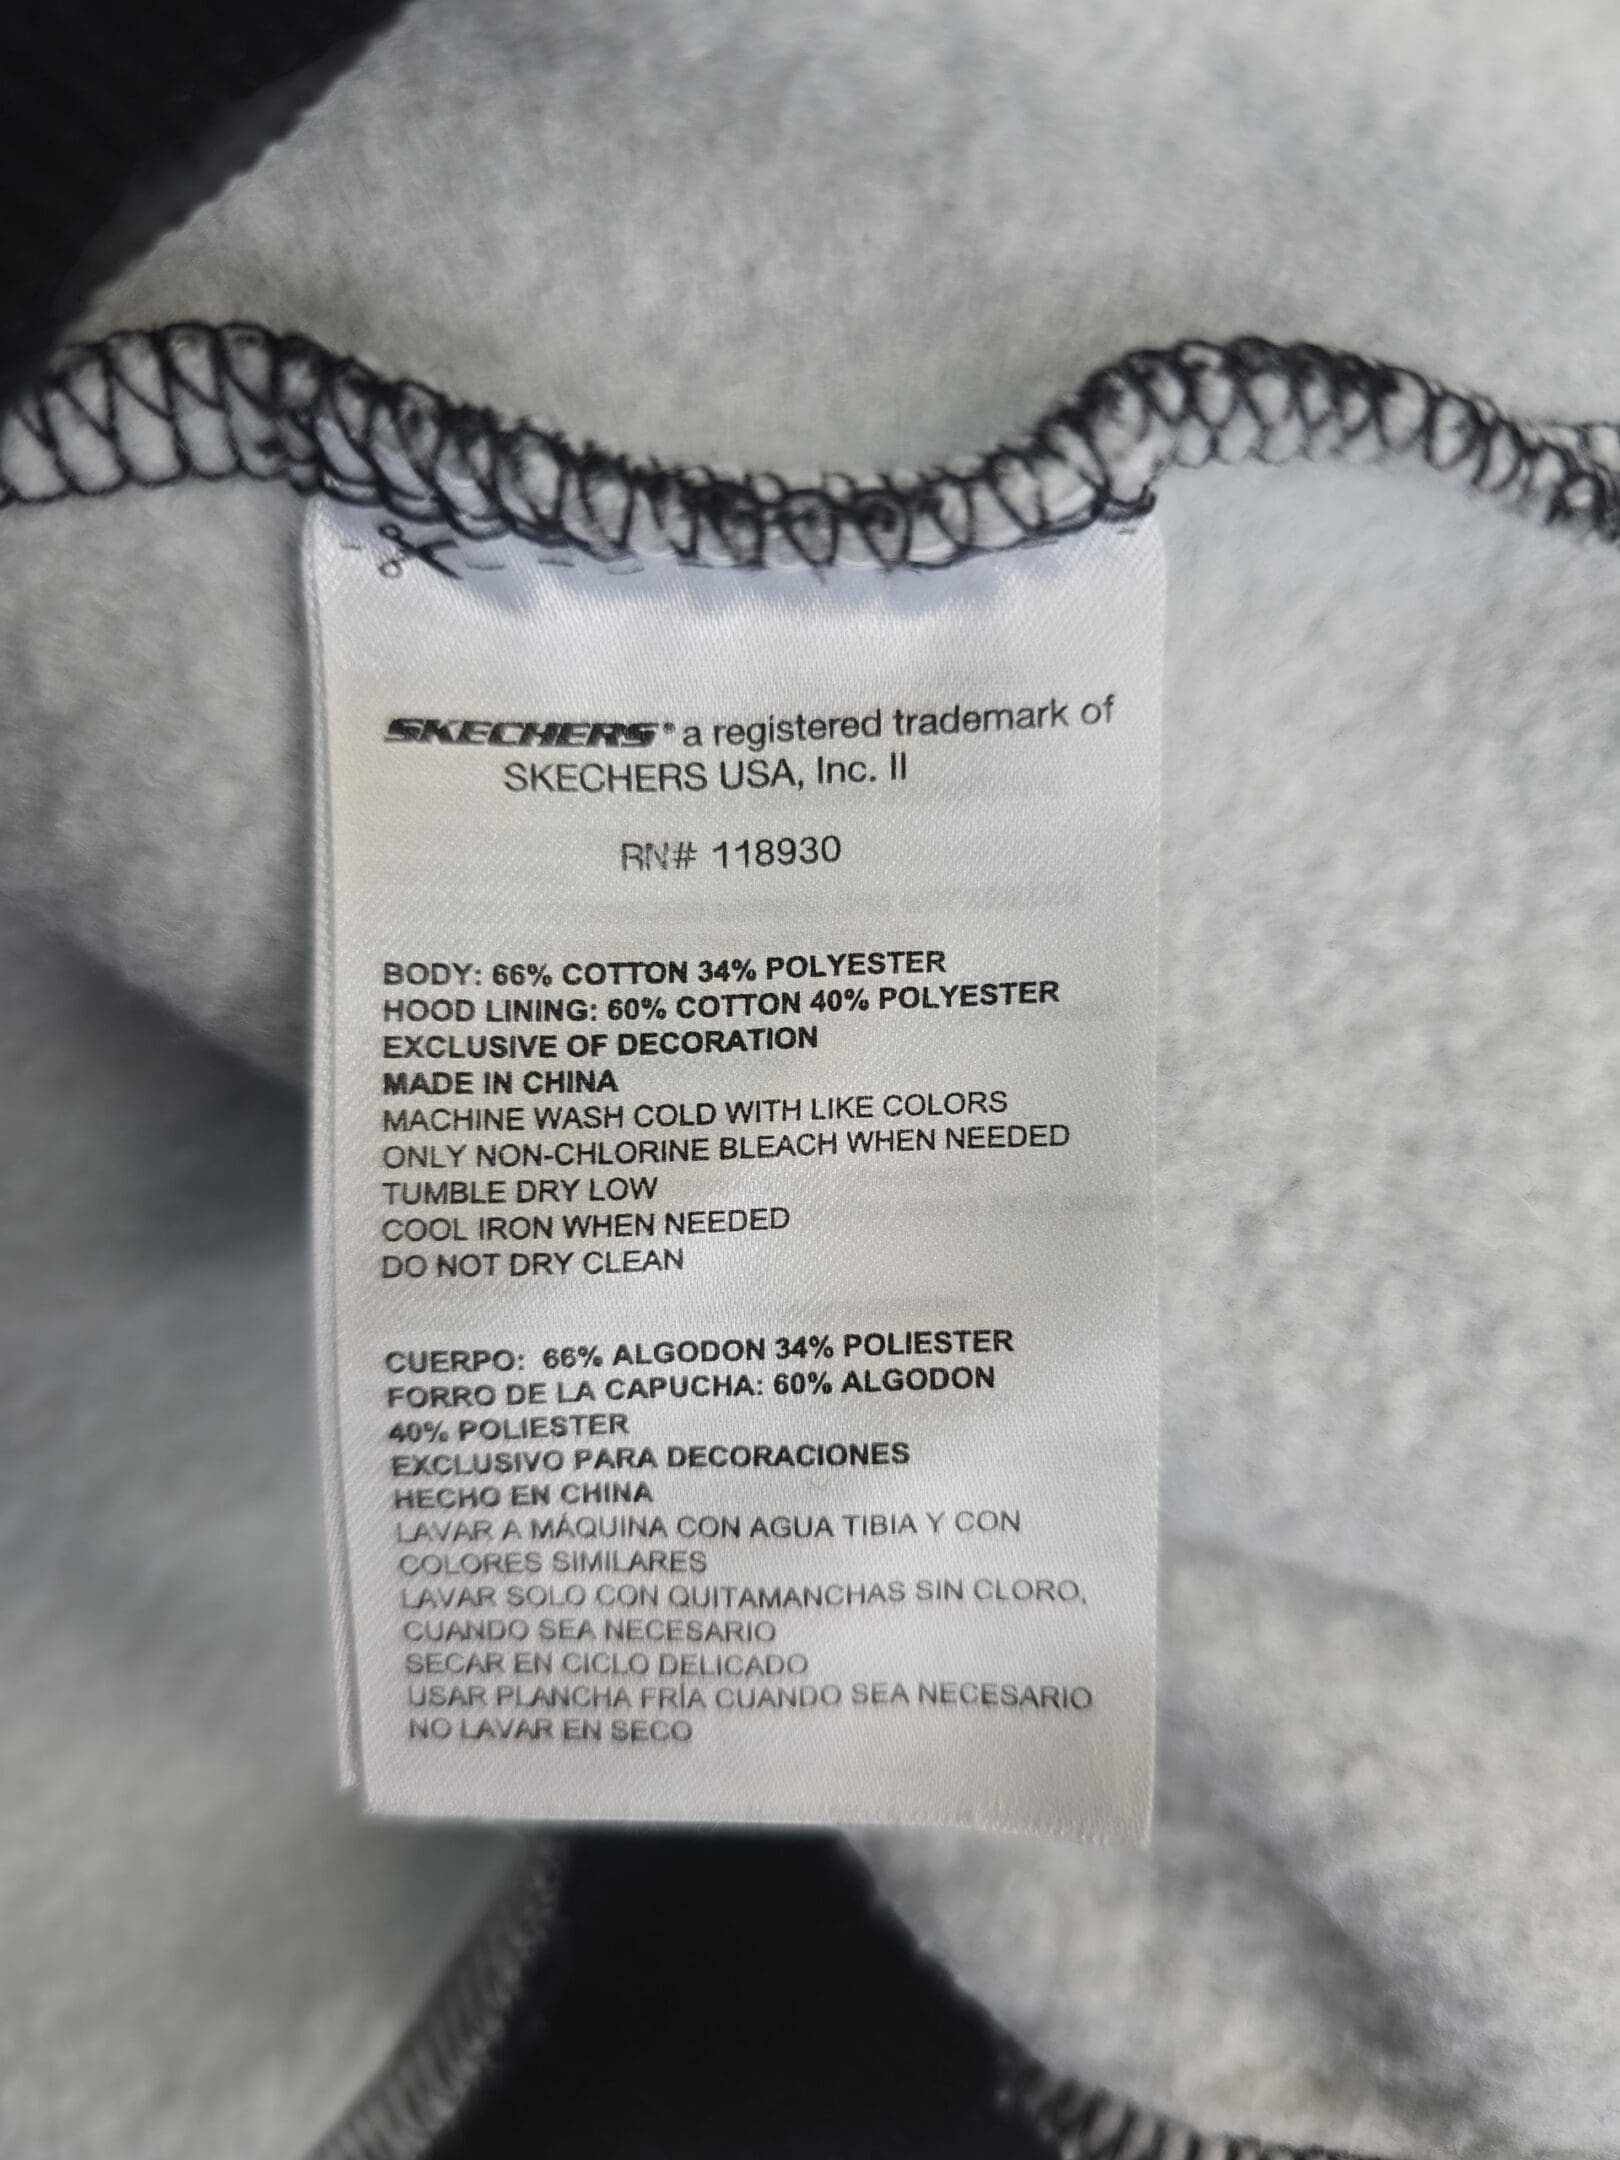 SKECHERS® a registered trademark of
SKECHERS USA, Inc. II
RN# 118930
BODY: 66% COTTON 34% POLYESTER
HOOD LINING: 60% COTTON 40% POLYESTER
EXCLUSIVE OF DECORATION
MADE IN CHINA
MACHINE WASH COLD WITH LIKE COLORS
ONLY NON-CHLORINE BLEACH WHEN NEEDED
TUMBLE DRY LOW
COOL IRON WHEN NEEDED
DO NOT DRY CLEAN
CUERPO: 66% ALGODON 34% POLIESTER
FORRO DE LA CAPUCHA: 60% ALGODON
40% POLIESTER
EXCLUSIVO PARA DECORACIONES
HECHO EN CHINA
LAVAR A MÁQUINA CON AGUA TIBIA Y CON
COLORES SIMILARES
LAVAR SOLO CON QUITAMANCHAS SIN CLORO,
CUANDO SEA NECESARIO
SECAR EN CICLO DELICADO
USAR PLANCHA FRÍA CUANDO SEA NECESARIO
NO LAVAR EN SECO